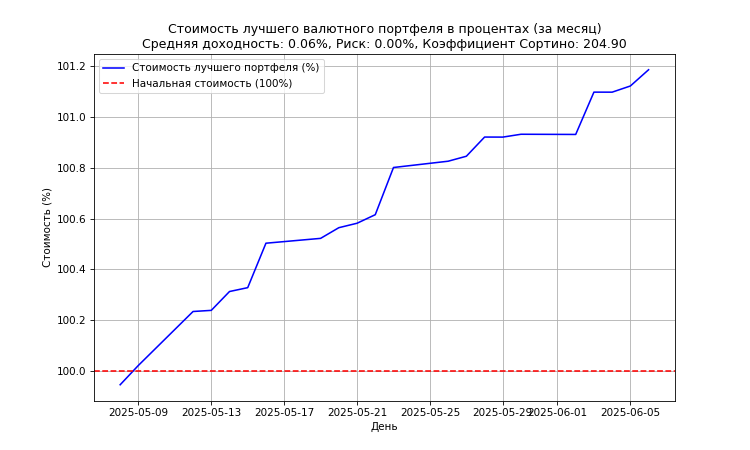 Стоимость лучшего валютного портфеля в процентах (за месяц)
Средняя доходность: 0.06%, Риск: 0.00%, Коэффициент Сортино: 204.90
Стоимость лучшего портфеля (%)
Начальная стоимость (100%)
Стоимость (%)
101.2
101.0
100.8
100.6
100.4
100.2
100.0
2025-05-09 2025-05-13 2025-05-17 2025-05-21 2025-05-25 2025-05-29 2025-06-01 2025-06-05
День